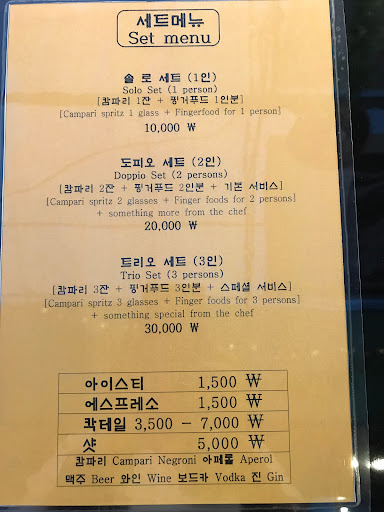 세트메뉴
Set menu
솔 로 세트 (1인)
Solo Set (1 person)
[캄파리 1잔 + 핑거푸드 1인분]
[Campari spritz 1 glass + Fingerfood for 1 person]
10,000 ₩
도피오 세트 (2인)
Doppio Set (2 persons)
[캄파리 2잔 + 핑거푸드 2인분 + 기본 서비스]
[Campari spritz 2 glasses + Finger foods for 2 persons]
+ something more from the chef
20,000 ₩
트리오 세트 (3인)
Trio Set (3 persons)
[캄파리 3잔 + 핑거푸드 3인분 + 스페셜 서비스]
[Campari spritz 3 glasses + Finger foods for 3 persons]
+ something special from the chef
30,000 ₩
아이스티 1,500 ₩
에스프레소 1,500 ₩
칵테일 3,500 - 7,000 ₩
샷 5,000 ₩
캄파리 Campari Negroni 아페롤 Aperol
맥주 Beer 와인 Wine 보드카 Vodka 진 Gin